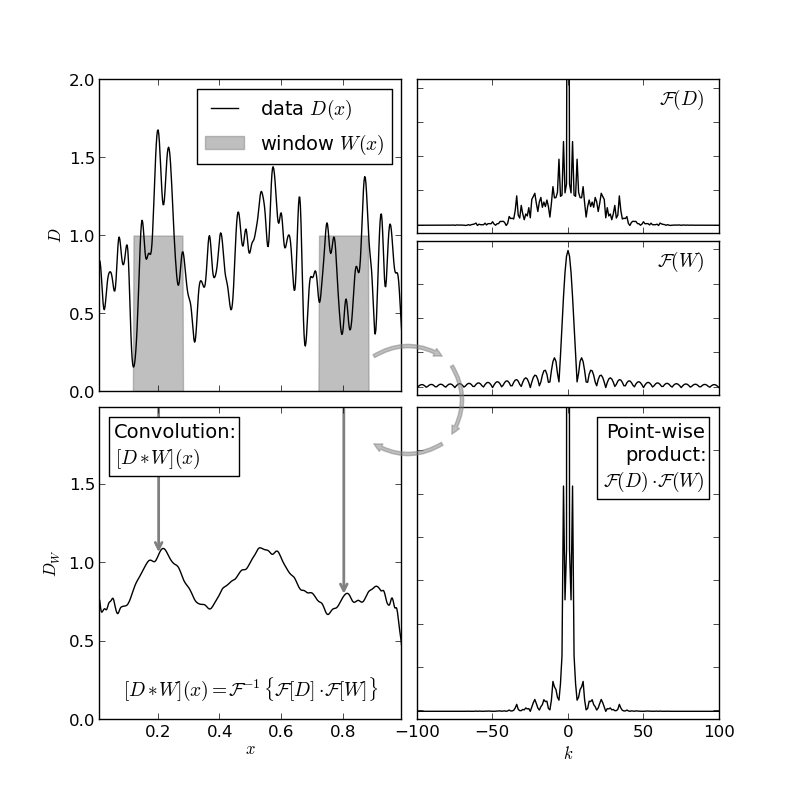 2.0
1.5
1.0
0.5
0.0
D
data D(x)
window W(x)
ℱ(D)
ℱ(W)
Convolution:
[D∗W](x)
1.5
1.0
0.5
0.0
D_W
[D∗W](x) = ℱ⁻¹ {ℱ[D] · ℱ[W]}
0.2 0.4 0.6 0.8
x
Point-wise
product:
ℱ(D) · ℱ(W)
−100 −50 0 50 100
k